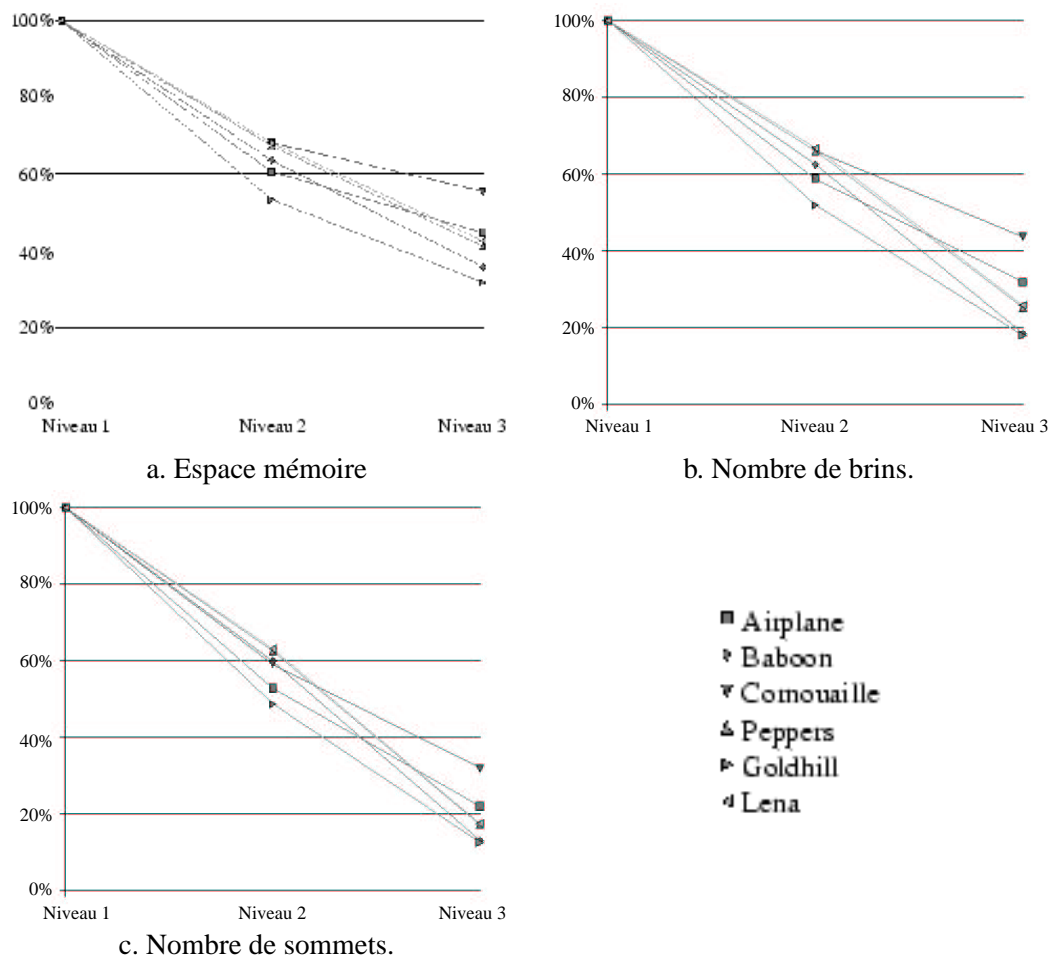 100%
80%
60%
40%
20%
0%
Niveau 1 Niveau 2 Niveau 3
a. Espace mémoire
100%
80%
60%
40%
20%
0%
Niveau 1 Niveau 2 Niveau 3
b. Nombre de brins.
100%
80%
60%
40%
20%
0%
Niveau 1 Niveau 2 Niveau 3
c. Nombre de sommets.
Airplane
Baboon
Cornouaille
Peppers
Goldhill
Lena